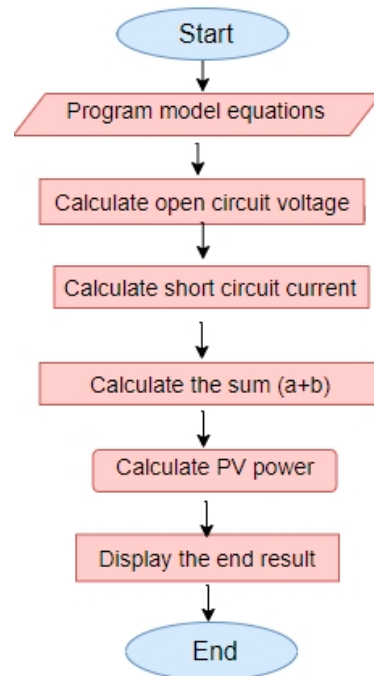 Start
Program model equations
Calculate open circuit voltage
Calculate short circuit current
Calculate the sum (a+b)
Calculate PV power
Display the end result
End